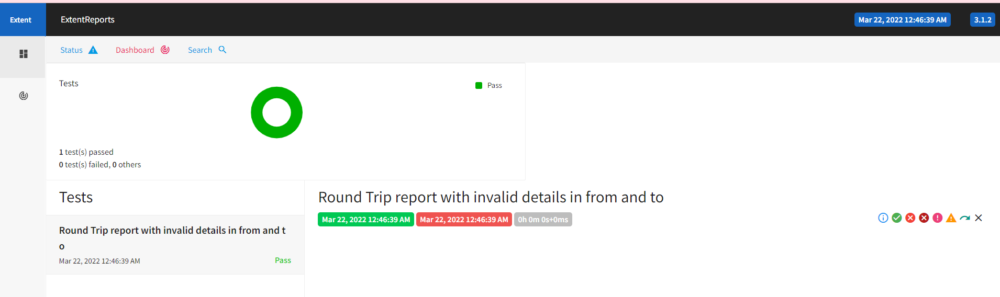 Extent
ExtentReports
Mar 22, 2022 12:46:39 AM
3.1.2
Status
Dashboard
Search
Tests
Pass
1 test(s) passed
0 test(s) failed, 0 others
Tests
Round Trip report with invalid details in from and t
o
Mar 22, 2022 12:46:39 AM
Pass
Round Trip report with invalid details in from and to
Mar 22, 2022 12:46:39 AM
Mar 22, 2022 12:46:39 AM
0h 0m 0s+0ms